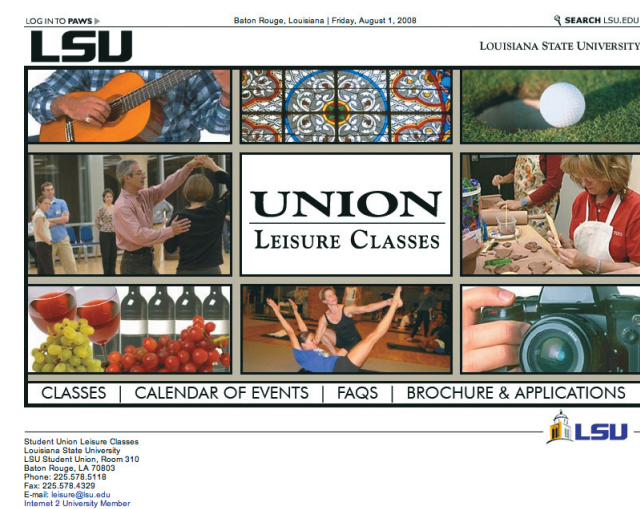 LOG IN TO PAWS
Baton Rouge, Louisiana | Friday, August 1, 2008
SEARCH LSU.EDU
LSU
LOUISIANA STATE UNIVERSITY
UNION
LEISURE CLASSES
CLASSES | CALENDAR OF EVENTS | FAQS | BROCHURE & APPLICATIONS
LSU
Student Union Leisure Classes
Louisiana State University
LSU Student Union, Room 310
Baton Rouge, LA 70803
Phone: 225.578.5118
Fax: 225.578.4329
E-mail: leisure@lsu.edu
Internet 2 University Member